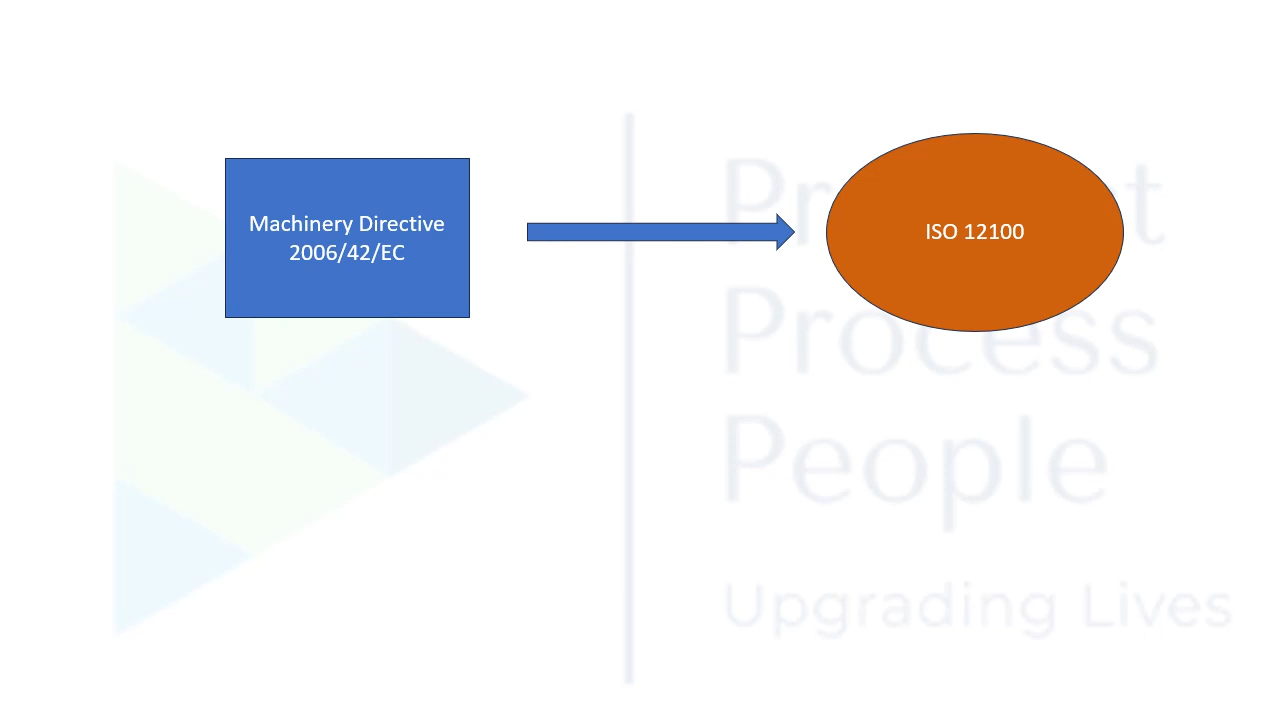 Machinery Directive
2006/42/EC
ISO 12100
Process
People
Upgrading Lives